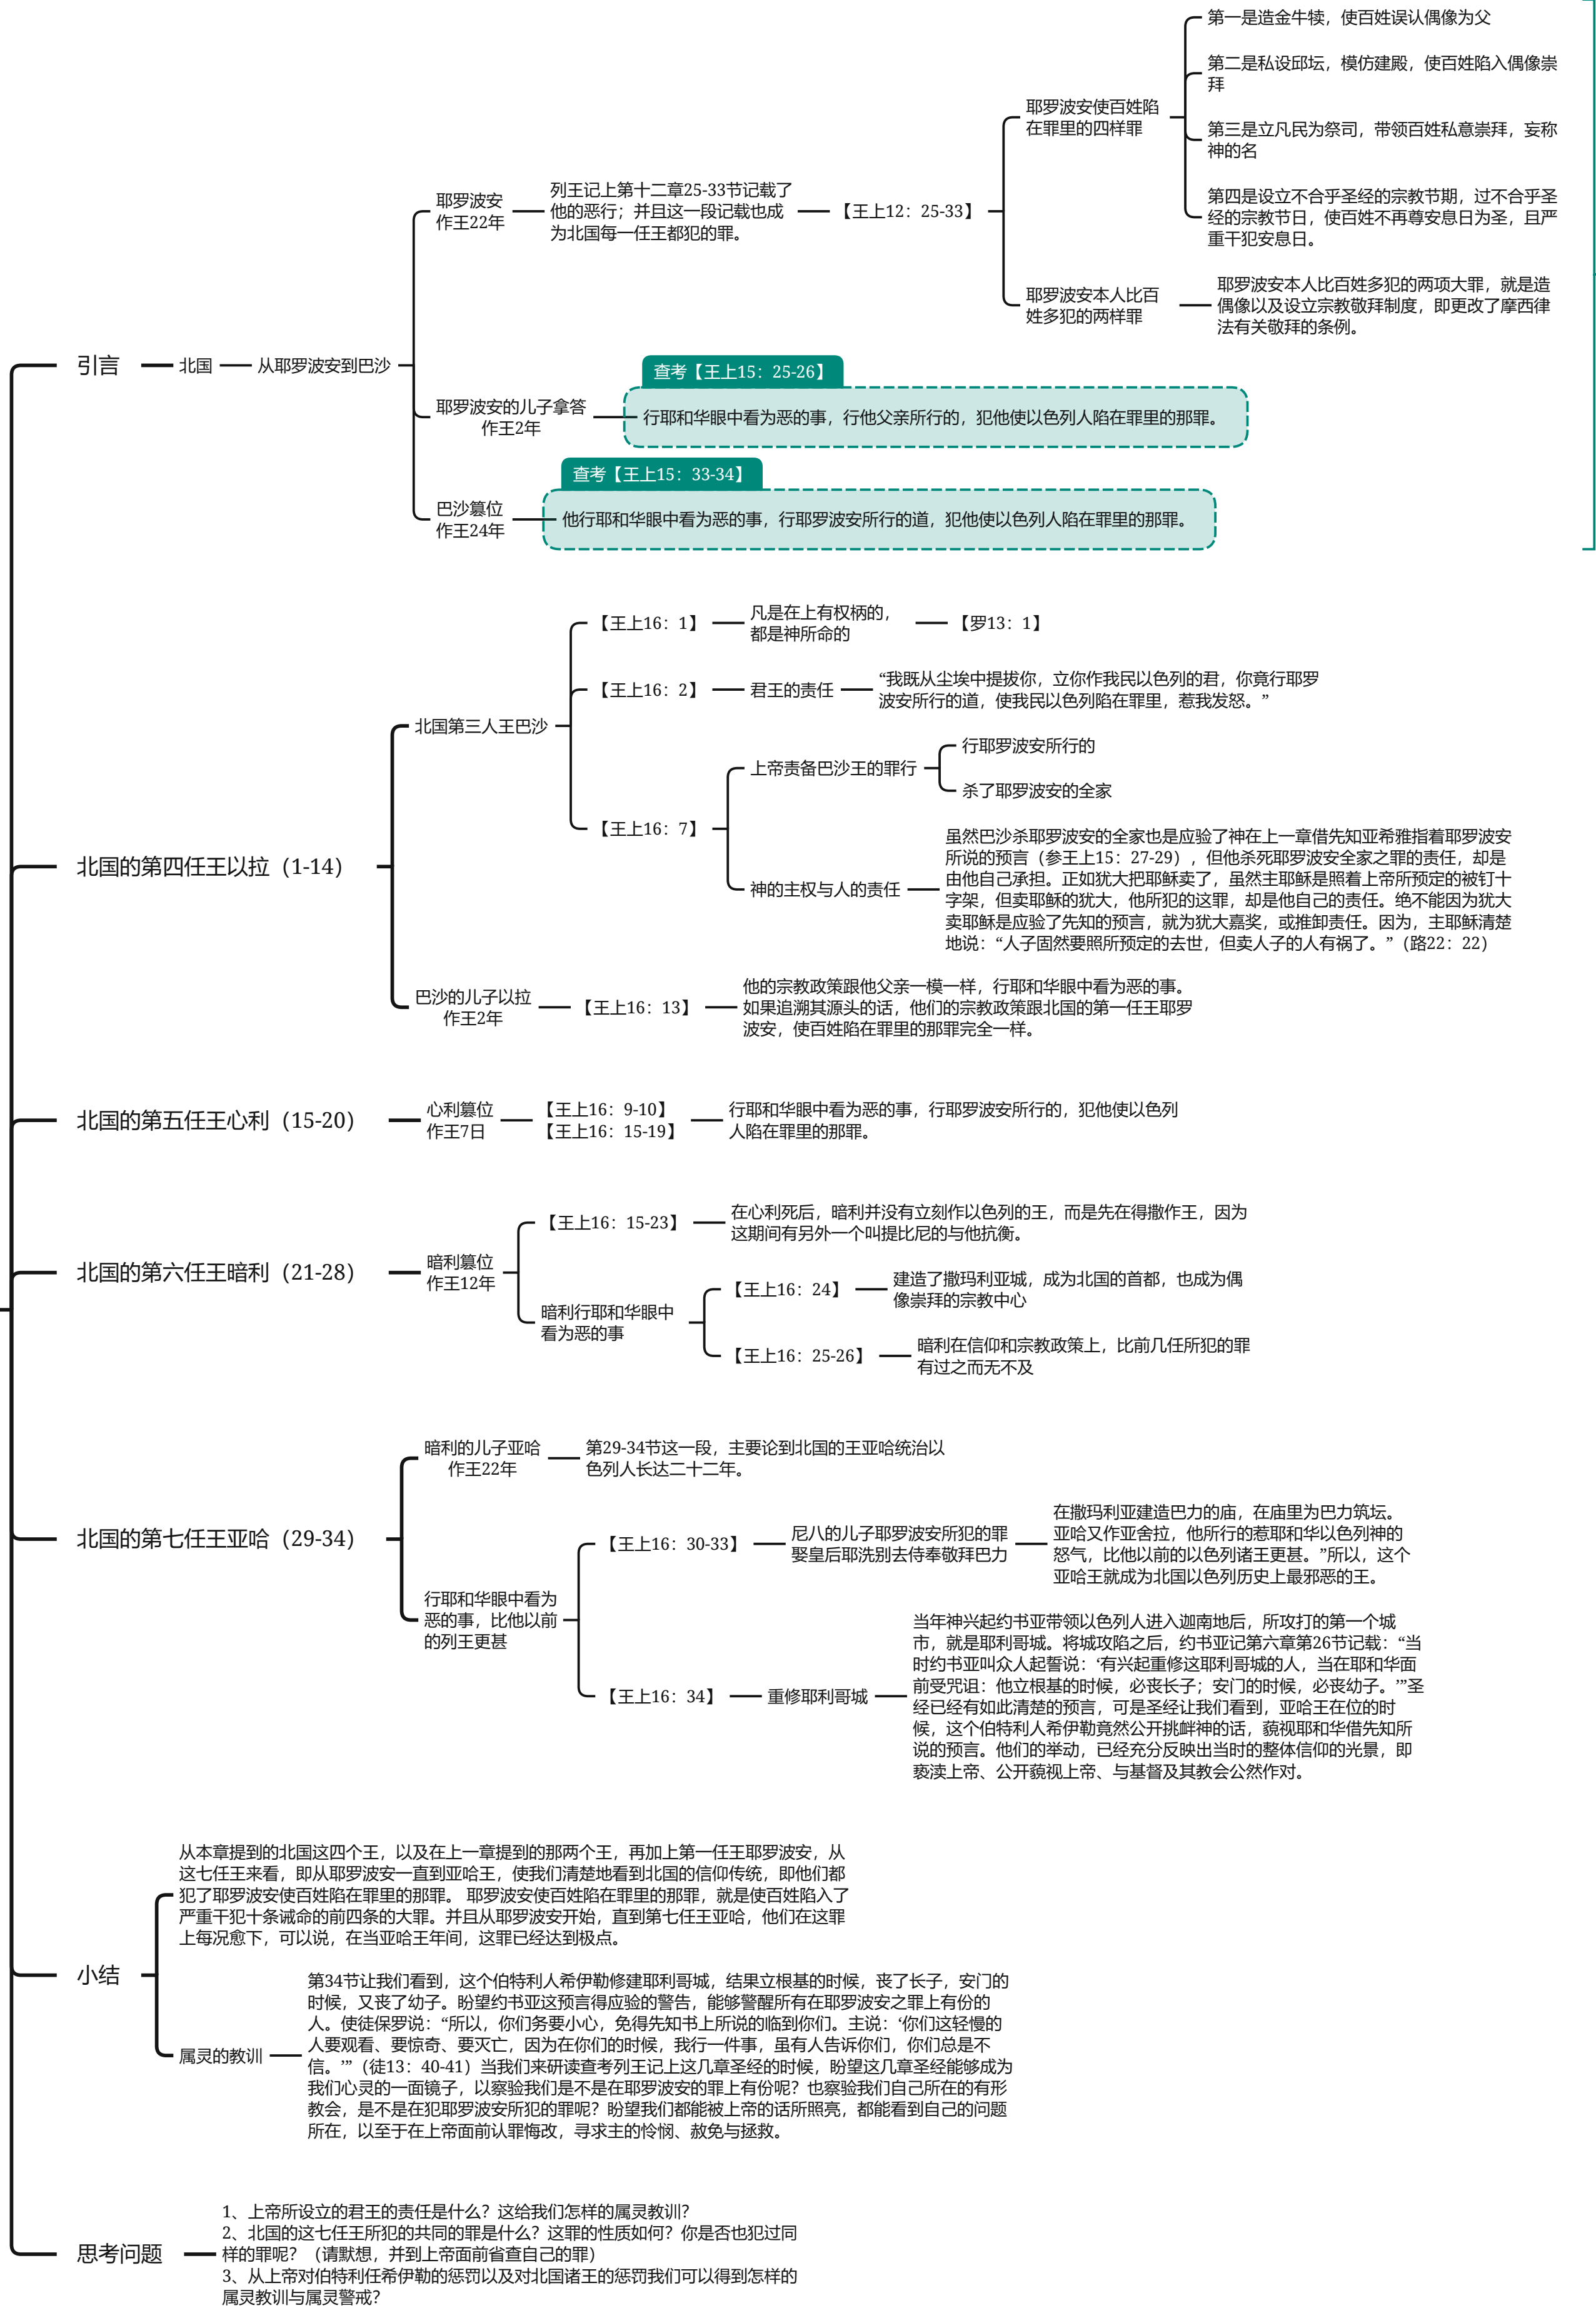 引言
北国
从耶罗波安到巴沙
耶罗波安
作王22年
列王记上第十二章25-33节记载了
他的恶行；并且这一段记载也成
为北国每一任王都犯的罪。
【王上12：25-33】
耶罗波安使百姓陷
在罪里的四样罪
第一是造金牛犊，使百姓误认偶像为父
第二是私设邱坛，模仿建殿，使百姓陷入偶像崇
拜
第三是立凡民为祭司，带领百姓私意崇拜，妄称
神的名
第四是设立不合乎圣经的宗教节期，过不合乎圣
经的宗教节日，使百姓不再尊安息日为圣，且严
重干犯安息日。
耶罗波安本人比百
姓多犯的两样罪
耶罗波安本人比百姓多犯的两项大罪，就是造
偶像以及设立宗教敬拜制度，即更改了摩西律
法有关敬拜的条例。
耶罗波安的儿子拿答
作王2年
查考【王上15：25-26】
行耶和华眼中看为恶的事，行他父亲所行的，犯他使以色列人陷在罪里的那罪。
巴沙篡位
作王24年
查考【王上15：33-34】
他行耶和华眼中看为恶的事，行耶罗波安所行的道，犯他使以色列人陷在罪里的那罪。
北国的第四任王以拉（1-14）
北国第三人王巴沙
【王上16：1】
凡是在上有权柄的，
都是神所命的
【罗13：1】
【王上16：2】
君王的责任
“我既从尘埃中提拔你，立你作我民以色列的君，你竟行耶罗
波安所行的道，使我民以色列陷在罪里，惹我发怒。”
【王上16：7】
上帝责备巴沙王的罪行
行耶罗波安所行的
杀了耶罗波安的全家
神的主权与人的责任
虽然巴沙杀耶罗波安的全家也是应验了神在上一章借先知亚希雅指着耶罗波安
所说的预言（参王上15：27-29），但他杀死耶罗波安全家之罪的责任，却是
由他自己承担。正如犹大把耶稣卖了，虽然主耶稣是照着上帝所预定的被钉十
字架，但卖耶稣的犹大，他所犯的这罪，却是他自己的责任。绝不能因为犹大
卖耶稣是应验了先知的预言，就为犹大嘉奖，或推卸责任。因为，主耶稣清楚
地说：“人子固然要照所预定的去世，但卖人子的人有祸了。”（路22：22）
巴沙的儿子以拉
作王2年
【王上16：13】
他的宗教政策跟他父亲一模一样，行耶和华眼中看为恶的事。
如果追溯其源头的话，他们的宗教政策跟北国的第一任王耶罗
波安，使百姓陷在罪里的那罪完全一样。
北国的第五任王心利（15-20）
心利篡位
作王7日
【王上16：9-10】
【王上16：15-19】
行耶和华眼中看为恶的事，行耶罗波安所行的，犯他使以色列
人陷在罪里的那罪。
北国的第六任王暗利（21-28）
暗利篡位
作王12年
【王上16：15-23】
在心利死后，暗利并没有立刻作以色列的王，而是先在得撒作王，因为
这期间有另外一个叫提比尼的与他抗衡。
暗利行耶和华眼中
看为恶的事
【王上16：24】
建造了撒玛利亚城，成为北国的首都，也成为偶
像崇拜的宗教中心
【王上16：25-26】
暗利在信仰和宗教政策上，比前几任所犯的罪
有过之而无不及
北国的第七任王亚哈（29-34）
暗利的儿子亚哈
作王22年
第29-34节这一段，主要论到北国的王亚哈统治以
色列人长达二十二年。
行耶和华眼中看为
恶的事，比他以前
的列王更甚
【王上16：30-33】
尼八的儿子耶罗波安所犯的罪
娶皇后耶洗别去侍奉敬拜巴力
在撒玛利亚建造巴力的庙，在庙里为巴力筑坛。
亚哈又作亚舍拉，他所行的惹耶和华以色列神的
怒气，比他以前的以色列诸王更甚。”所以，这个
亚哈王就成为北国以色列历史上最邪恶的王。
【王上16：34】
重修耶利哥城
当年神兴起约书亚带领以色列人进入迦南地后，所攻打的第一个城
市，就是耶利哥城。将城攻陷之后，约书亚记第六章第26节记载：“当
时约书亚叫众人起誓说：‘有兴起重修这耶利哥城的人，当在耶和华面
前受咒诅：他立根基的时候，必丧长子；安门的时候，必丧幼子。’”圣
经已经有如此清楚的预言，可是圣经让我们看到，亚哈王在位的时
候，这个伯特利人希伊勒竟然公开挑衅神的话，藐视耶和华借先知所
说的预言。他们的举动，已经充分反映出当时的整体信仰的光景，即
亵渎上帝、公开藐视上帝、与基督及其教会公然作对。
小结
从本章提到的北国这四个王，以及在上一章提到的那两个王，再加上第一任王耶罗波安，从
这七任王来看，即从耶罗波安一直到亚哈王，使我们清楚地看到北国的信仰传统，即他们都
犯了耶罗波安使百姓陷在罪里的那罪。 耶罗波安使百姓陷在罪里的那罪，就是使百姓陷入了
严重干犯十条诫命的前四条的大罪。并且从耶罗波安开始，直到第七任王亚哈，他们在这罪
上每况愈下，可以说，在当亚哈王年间，这罪已经达到极点。
属灵的教训
第34节让我们看到，这个伯特利人希伊勒修建耶利哥城，结果立根基的时候，丧了长子，安门的
时候，又丧了幼子。盼望约书亚这预言得应验的警告，能够警醒所有在耶罗波安之罪上有份的
人。使徒保罗说：“所以，你们务要小心，免得先知书上所说的临到你们。主说：‘你们这轻慢的
人要观看、要惊奇、要灭亡，因为在你们的时候，我行一件事，虽有人告诉你们，你们总是不
信。’”（徒13：40-41）当我们来研读查考列王记上这几章圣经的时候，盼望这几章圣经能够成为
我们心灵的一面镜子，以察验我们是不是在耶罗波安的罪上有份呢？也察验我们自己所在的有形
教会，是不是在犯耶罗波安所犯的罪呢？盼望我们都能被上帝的话所照亮，都能看到自己的问题
所在，以至于在上帝面前认罪悔改，寻求主的怜悯、赦免与拯救。
思考问题
1、上帝所设立的君王的责任是什么？这给我们怎样的属灵教训？
2、北国的这七任王所犯的共同的罪是什么？这罪的性质如何？你是否也犯过同
样的罪呢？（请默想，并到上帝面前省查自己的罪）
3、从上帝对伯特利任希伊勒的惩罚以及对北国诸王的惩罚我们可以得到怎样的
属灵教训与属灵警戒？